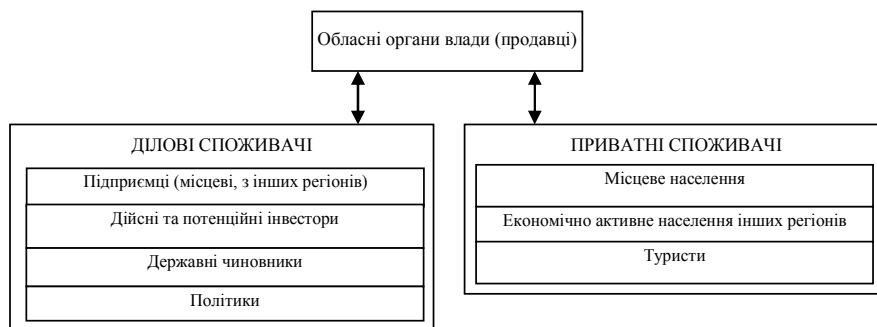 Обласні органи влади (продавці)
ДІЛОВІ СПОЖИВАЧІ
Підприємці (місцеві, з інших регіонів)
Дійсні та потенційні інвестори
Державні чиновники
Політики
ПРИВАТНІ СПОЖИВАЧІ
Місцеве населення
Економічно активне населення інших регіонів
Туристи